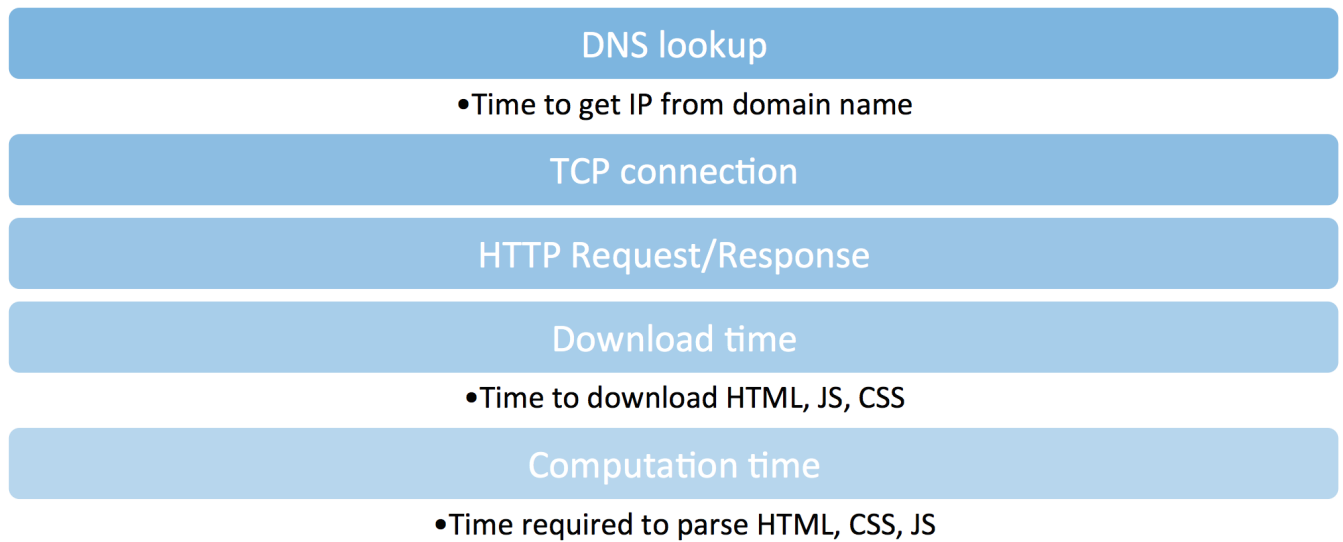 DNS lookup
•Time to get IP from domain name
TCP connection
HTTP Request/Response
Download time
•Time to download HTML, JS, CSS
Computation time
•Time required to parse HTML, CSS, JS